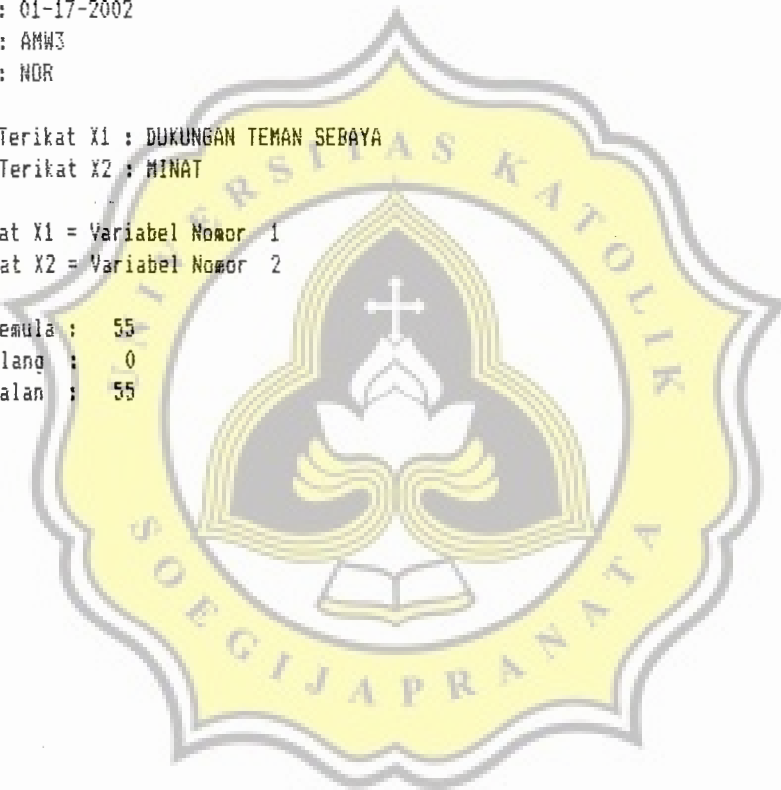 : 01-17-2002
: AMW3
: NOR
Terikat X1 : DUKUNGAN TEMAN SEBAYA
Terikat X2 : MINAT
at X1 = Variabel Nomor 1
at X2 = Variabel Nomor 2
emula : 55
lang : 0
alan : 55
UNIVERSITAS KATOLIK
SOEGIJAPRANATA